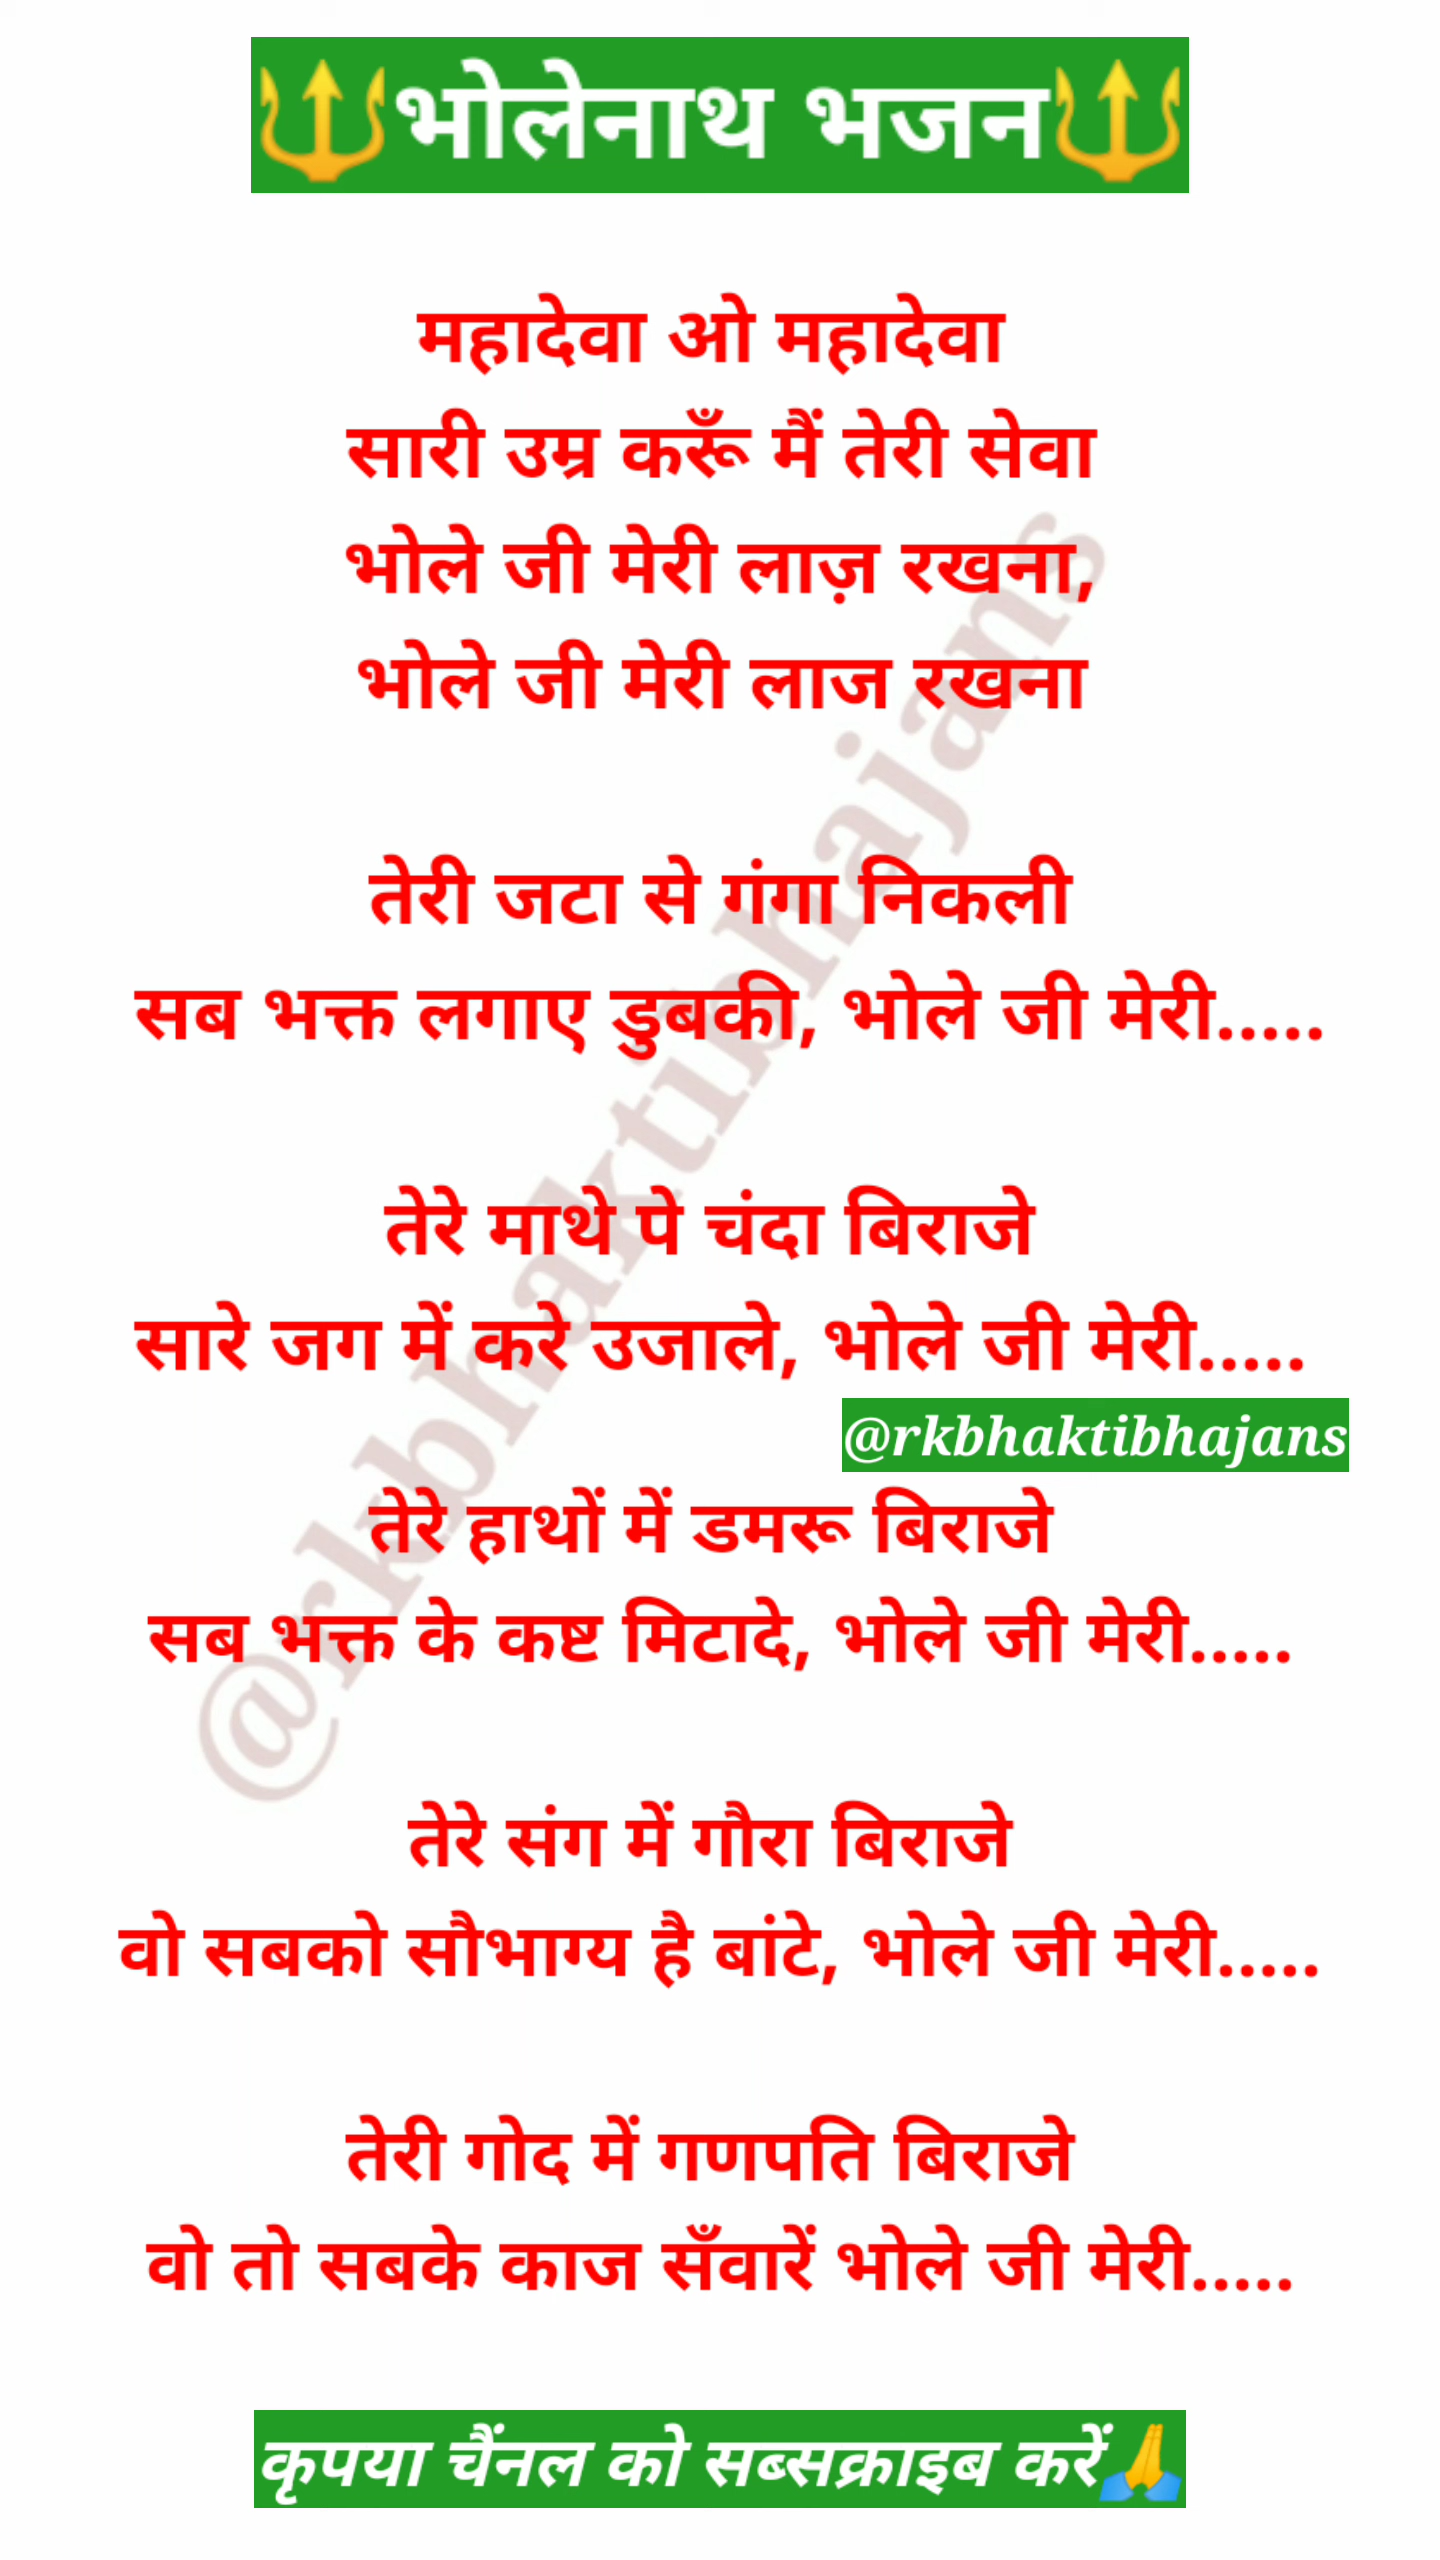 🔱भोलेनाथ भजन🔱
महादेवा ओ महादेवा
सारी उम्र करूँ मैं तेरी सेवा
भोले जी मेरी लाज़ रखना,
भोले जी मेरी लाज रखना
तेरी जटा से गंगा निकली
सब भक्त लगाए डुबकी, भोले जी मेरी.....
तेरे माथे पे चंदा बिराजे
सारे जग में करे उजाले, भोले जी मेरी.....
@rkbhaktibhajans
तेरे हाथों में डमरू बिराजे
सब भक्त के कष्ट मिटादे, भोले जी मेरी.....
तेरे संग में गौरा बिराजे
वो सबको सौभाग्य है बांटे, भोले जी मेरी.....
तेरी गोद में गणपति बिराजे
वो तो सबके काज सँवारें भोले जी मेरी.....
कृपया चैंनल को सब्सक्राइब करें🙏
@rkbhaktibhajans